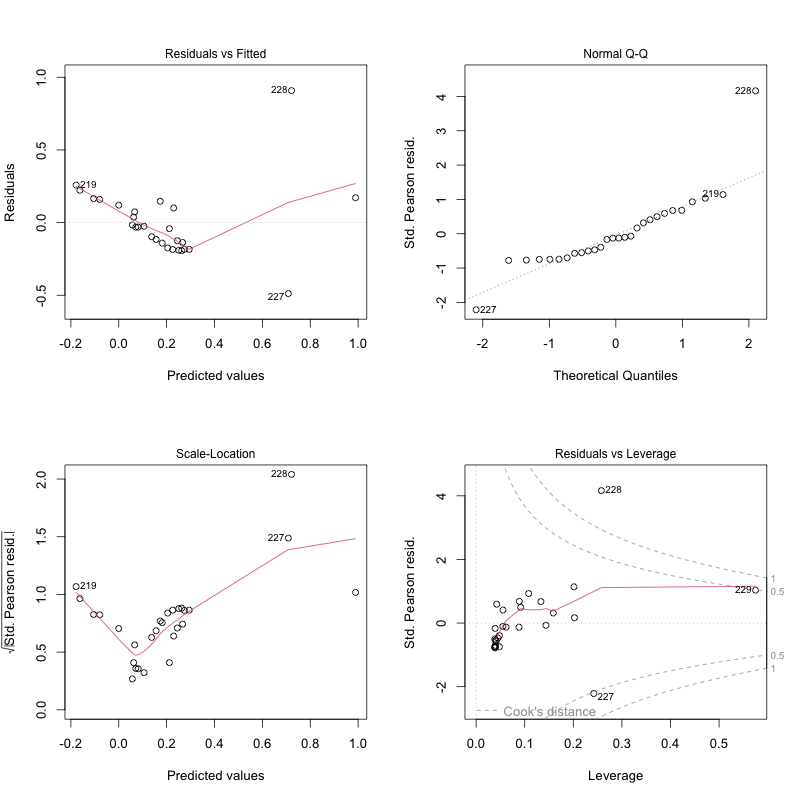 Residuals vs Fitted
Residuals
1.0
0.5
0.0
-0.5
228
219
227
-0.2 0.0 0.2 0.4 0.6 0.8 1.0
Predicted values
Normal Q-Q
Std. Pearson resid.
4
3
2
1
0
-1
-2
228
219
227
-2 -1 0 1 2
Theoretical Quantiles
Scale-Location
√|Std. Pearson resid.|
2.0
1.5
1.0
0.5
0.0
228
227
219
-0.2 0.0 0.2 0.4 0.6 0.8 1.0
Predicted values
Residuals vs Leverage
Std. Pearson resid.
4
2
0
-2
228
229
227
1
0.5
0.5
1
Cook's distance
0.0 0.1 0.2 0.3 0.4 0.5
Leverage